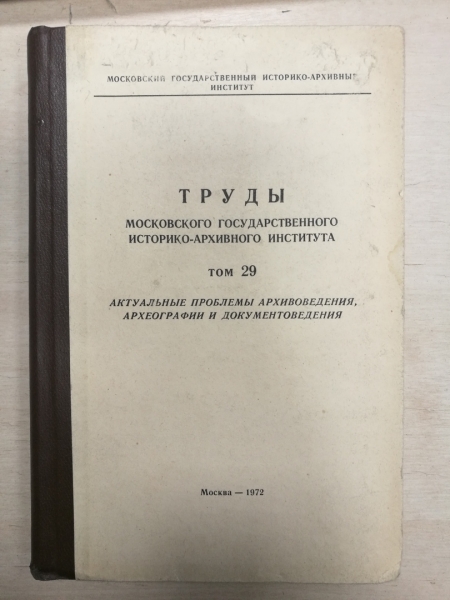 МОСКОВСКИЙ ГОСУДАРСТВЕННЫЙ ИСТОРИКО-АРХИВНЫЙ
ИНСТИТУТ
ТРУДЫ
МОСКОВСКОГО ГОСУДАРСТВЕННОГО
ИСТОРИКО-АРХИВНОГО ИНСТИТУТА
ТОМ 29
АКТУАЛЬНЫЕ ПРОБЛЕМЫ АРХИВОВЕДЕНИЯ,
АРХЕОГРАФИИ И ДОКУМЕНТОВЕДЕНИЯ
Москва — 1972